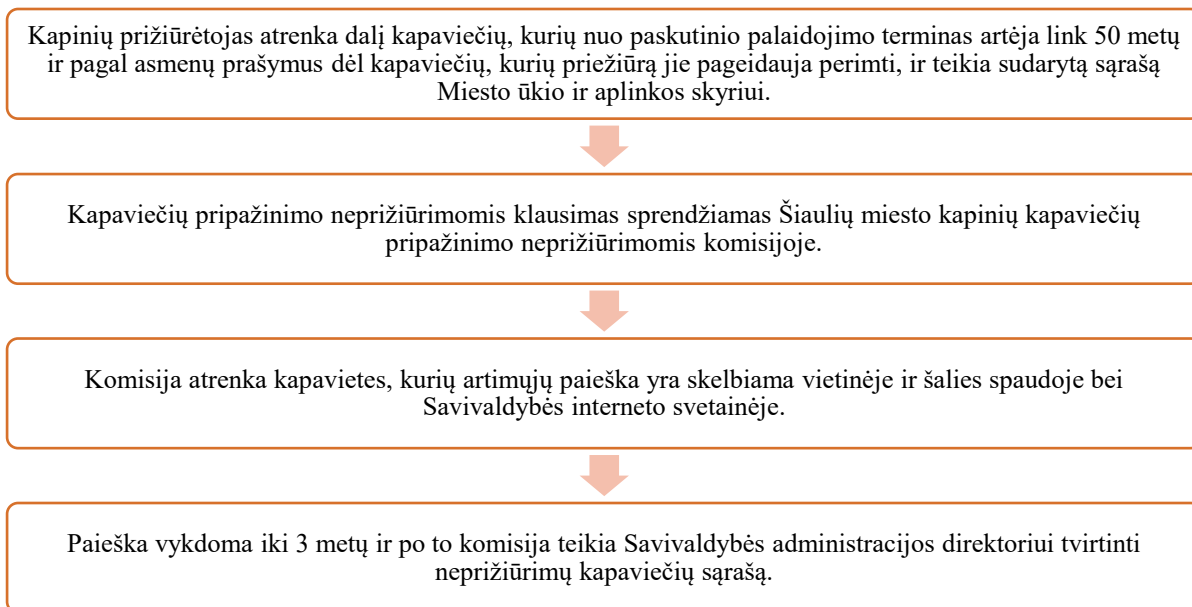 Kapinių prižiūrėtojas atrenka dalį kapaviečių, kurių nuo paskutinio palaidojimo terminas artėja link 50 metų
ir pagal asmenų prašymus dėl kapaviečių, kurių priežiūrą jie pageidauja perimti, ir teikia sudarytą sąrašą
Miesto ūkio ir aplinkos skyriui.
Kapaviečių pripažinimo neprižiūrimomis klausimas sprendžiamas Šiaulių miesto kapinių kapaviečių
pripažinimo neprižiūrimomis komisijoje.
Komisija atrenka kapavietes, kurių artimųjų paieška yra skelbiama vietinėje ir šalies spaudoje bei
Savivaldybės interneto svetainėje.
Paieška vykdoma iki 3 metų ir po to komisija teikia Savivaldybės administracijos direktoriui tvirtinti
neprižiūrimų kapaviečių sąrašą.